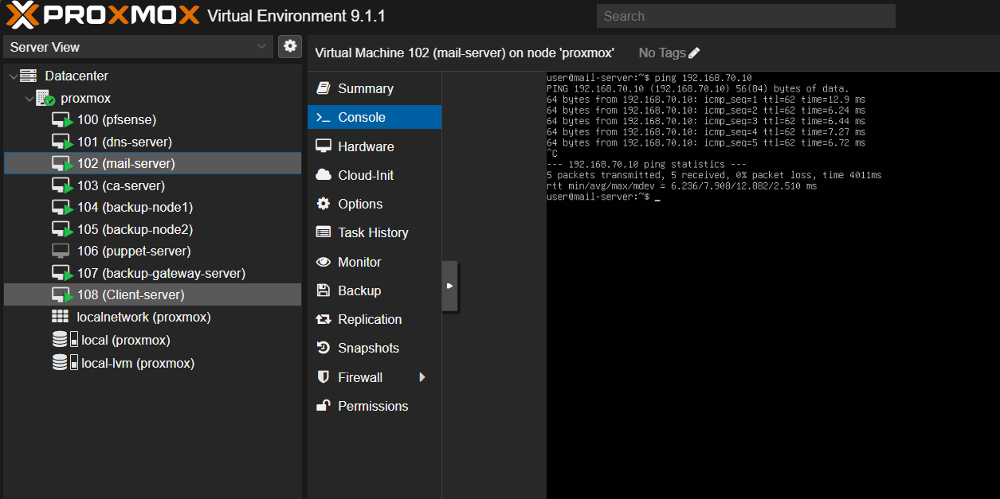 PROXMOX Virtual Environment 9.1.1
Search
Server View
Datacenter
proxmox
100 (pfsense)
101 (dns-server)
102 (mail-server)
103 (ca-server)
104 (backup-node1)
105 (backup-node2)
106 (puppet-server)
107 (backup-gateway-server)
108 (Client-server)
localnetwork (proxmox)
local (proxmox)
local-lvm (proxmox)
Virtual Machine 102 (mail-server) on node 'proxmox'
No Tags
Summary
Console
Hardware
Cloud-Init
Options
Task History
Monitor
Backup
Replication
Snapshots
Firewall
Permissions
user@mail-server:~$ ping 192.168.70.10
PING 192.168.70.10 (192.168.70.10) 56(84) bytes of data.
64 bytes from 192.168.70.10: icmp_seq=1 ttl=62 time=12.9 ms
64 bytes from 192.168.70.10: icmp_seq=2 ttl=62 time=6.24 ms
64 bytes from 192.168.70.10: icmp_seq=3 ttl=62 time=6.44 ms
64 bytes from 192.168.70.10: icmp_seq=4 ttl=62 time=7.27 ms
64 bytes from 192.168.70.10: icmp_seq=5 ttl=62 time=6.72 ms
^C
--- 192.168.70.10 ping statistics ---
5 packets transmitted, 5 received, 0% packet loss, time 4011ms
rtt min/avg/max/mdev = 6.236/7.908/12.882/2.510 ms
user@mail-server:~$ _